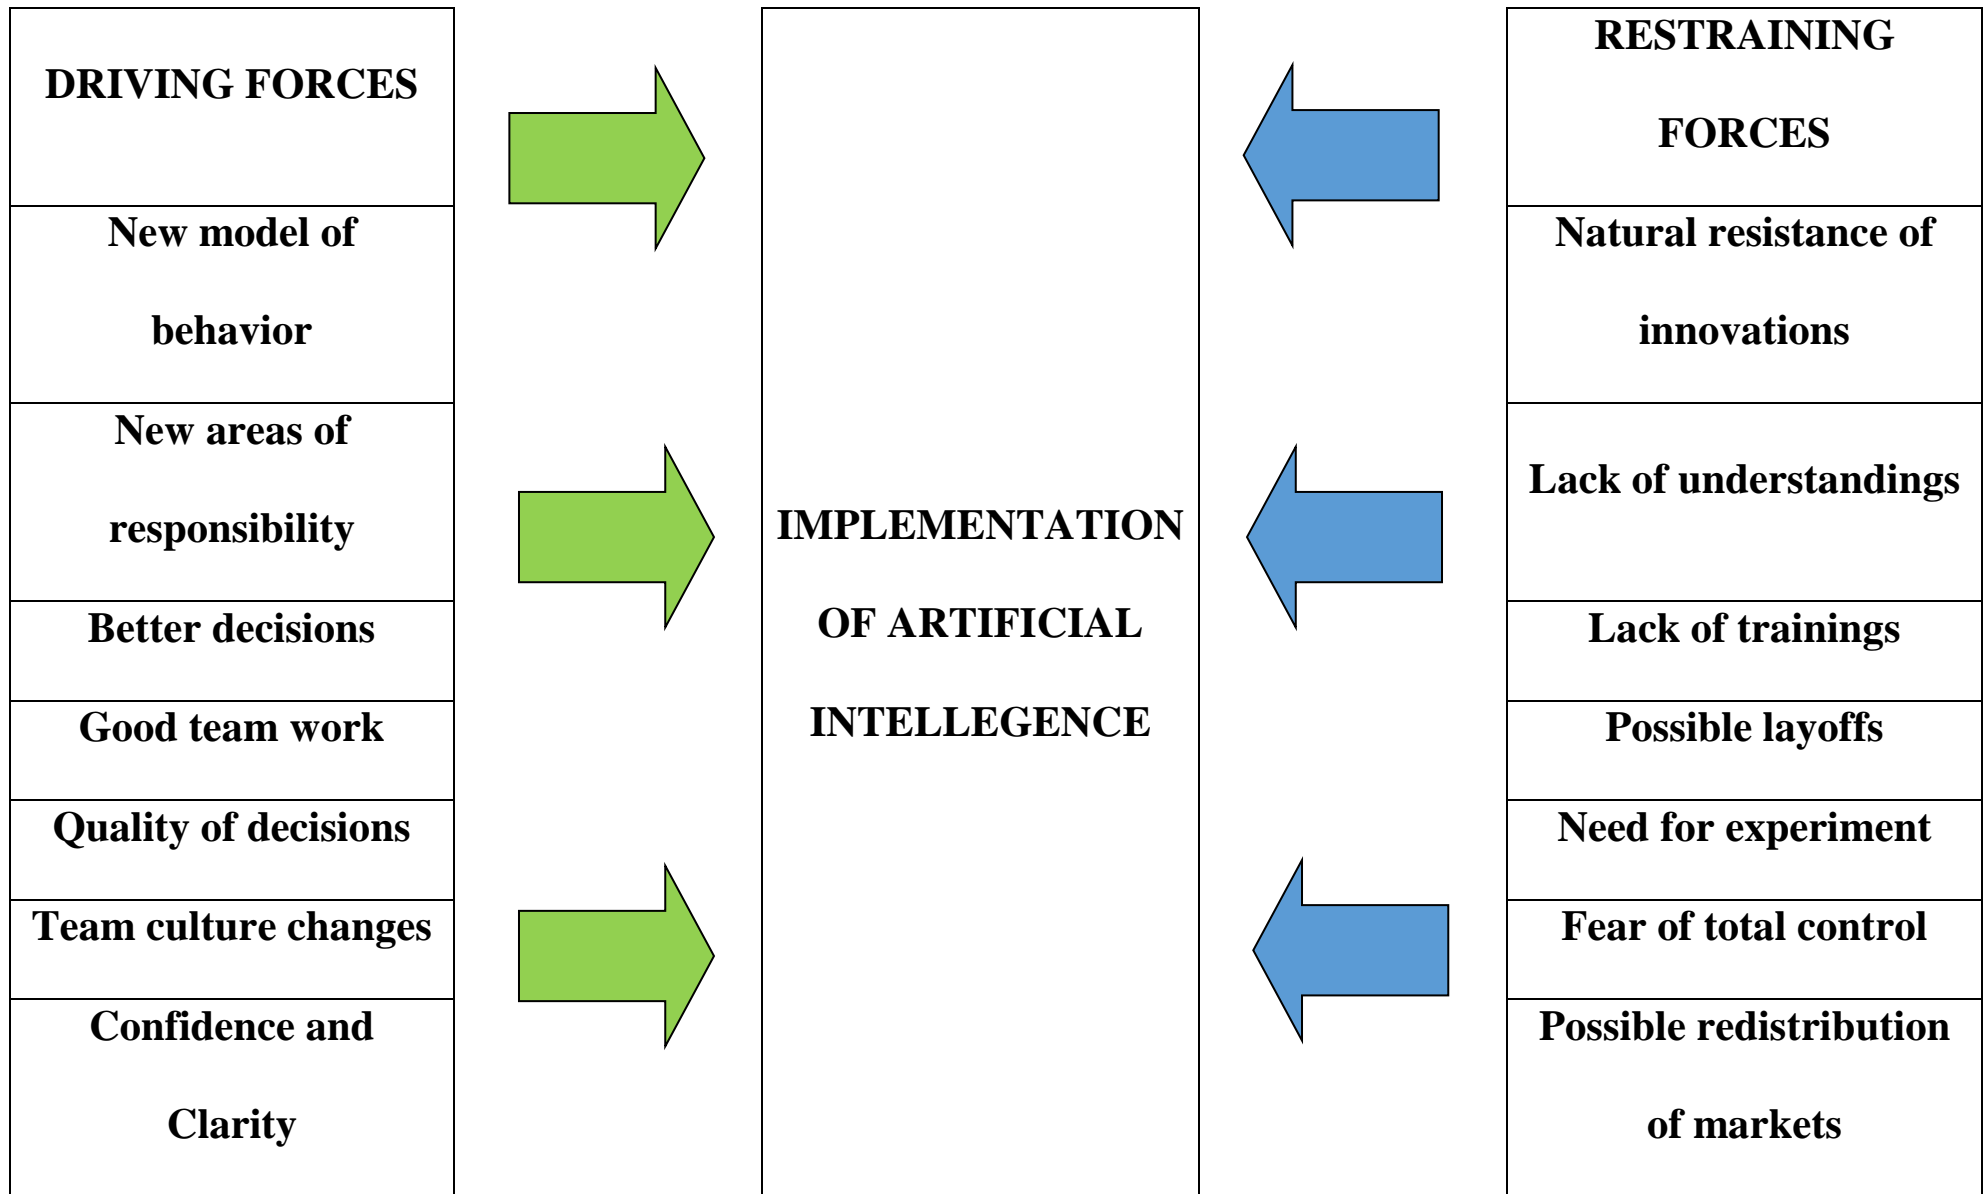 DRIVING FORCES
New model of
behavior
New areas of
responsibility
Better decisions
Good team work
Quality of decisions
Team culture changes
Confidence and
Clarity
IMPLEMENTATION
OF ARTIFICIAL
INTELLEGENCE
RESTRAINING
FORCES
Natural resistance of
innovations
Lack of understandings
Lack of trainings
Possible layoffs
Need for experiment
Fear of total control
Possible redistribution
of markets